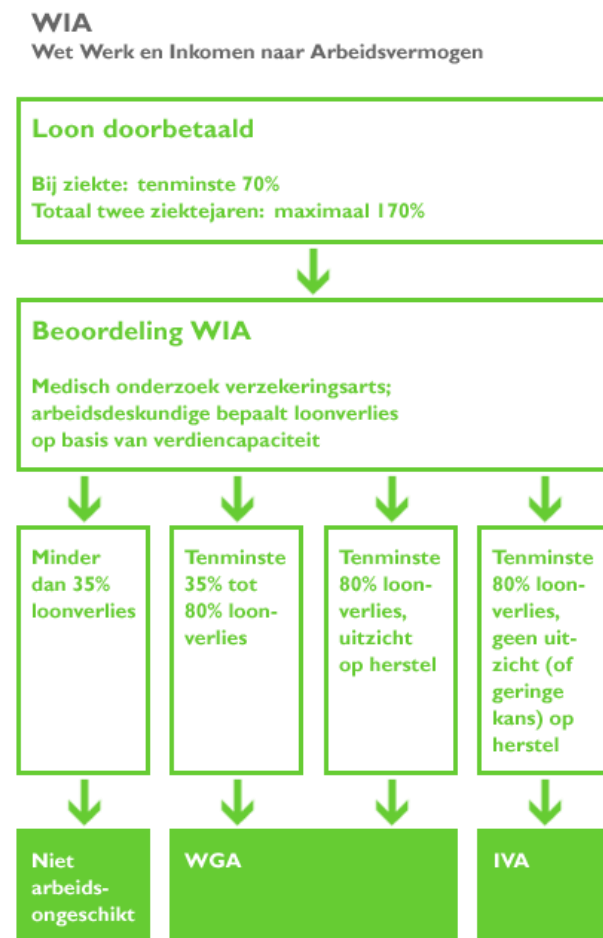 WIA
Wet Werk en Inkomen naar Arbeidsvermogen
Loon doorbetaald
Bij ziekte: tenminste 70%
Totaal twee ziektejaren: maximaal 170%
Beoordeling WIA
Medisch onderzoek verzekeringsarts;
arbeidsdeskundige bepaalt loonverlies
op basis van verdiencapaciteit
Minder
dan 35%
loonverlies
Tenminste
35% tot
80% loon-
verlies
Tenminste
80% loon-
verlies,
uitzicht
op herstel
Tenminste
80% loon-
verlies,
geen uit-
zicht (of
geringe
kans) op
herstel
Niet
arbeids-
ongeschikt
WGA
IVA